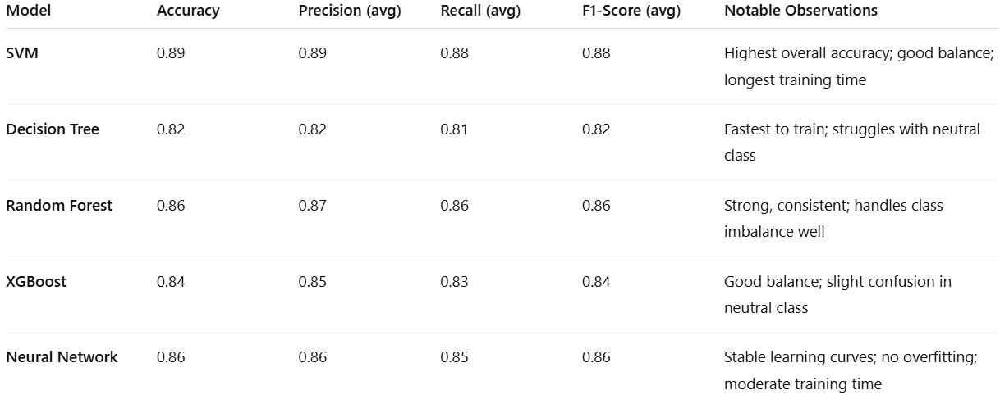 Model Accuracy Precision (avg) Recall (avg) F1-Score (avg) Notable Observations
SVM 0.89 0.89 0.88 0.88 Highest overall accuracy; good balance;
longest training time
Decision Tree 0.82 0.82 0.81 0.82 Fastest to train; struggles with neutral
class
Random Forest 0.86 0.87 0.86 0.86 Strong, consistent; handles class
imbalance well
XGBoost 0.84 0.85 0.83 0.84 Good balance; slight confusion in
neutral class
Neural Network 0.86 0.86 0.85 0.86 Stable learning curves; no overfitting;
moderate training time